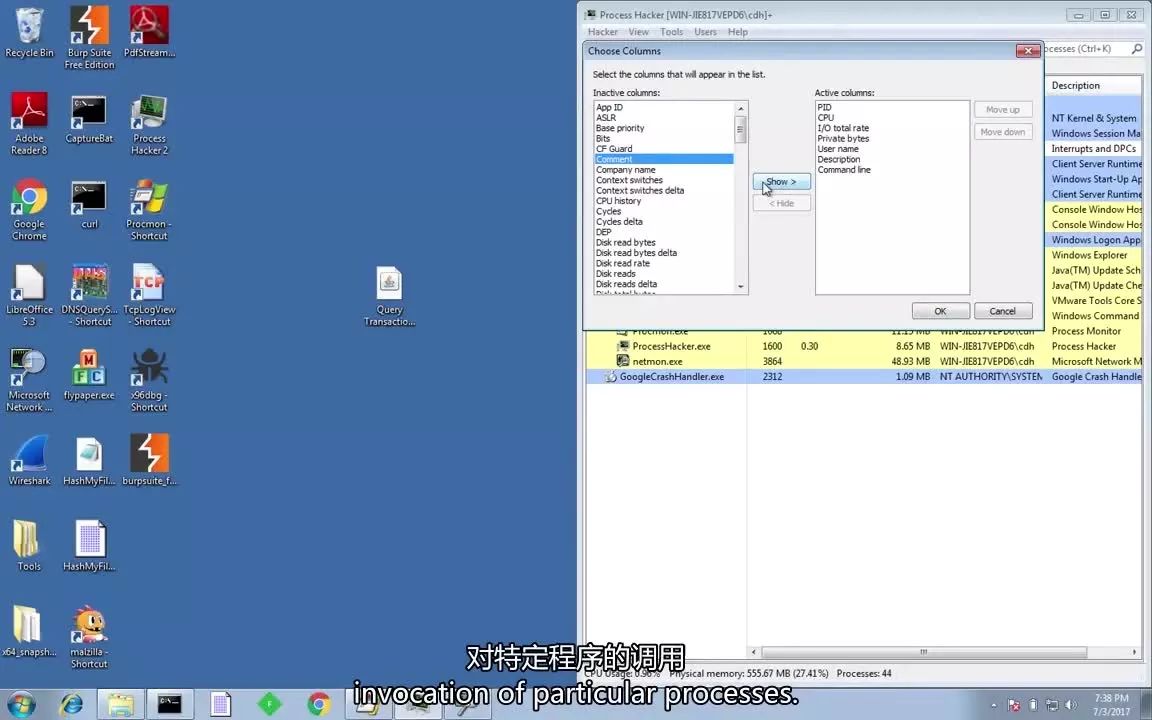 Recycle Bin
Burp Suite
Free Edition
PdfStream...
Adobe
Reader8
CaptureBat
Process
Hacker 2
Google
Chrome
curl
Procmon -
Shortcut
LibreOffice
5.3
DNSQueryS...
- Shortcut
TcpLogView
- Shortcut
Query
Transactio...
Microsoft
Network ...
flypaper.exe
x96dbg -
Shortcut
Wireshark
HashMyFil...
burpsuite_f...
Tools
HashMyFil...
x64_snapsh...
malzilla -
Shortcut
Process Hacker [WIN-JIE817VEPD6\cdh]+
Hacker View Tools Users Help
ocesses (Ctrl+K)
Choose Columns
Select the columns that will appear in the list.
Inactive columns:
App ID
ASLR
Base priority
Bits
CF Guard
Comment
Company name
Context switches
Context switches delta
CPU history
Cycles
Cycles delta
DEP
Disk read bytes
Disk read bytes delta
Disk read rate
Disk reads
Disk reads delta
Show >
< Hide
Active columns:
PID
CPU
I/O total rate
Private bytes
User name
Description
Command line
Move up
Move down
OK
Cancel
Description
NT Kernel & System
Windows Session Ma
Interrupts and DPCs
Client Server Runtime
Windows Start-Up Ap
Client Server Runtime
Console Window Hos
Console Window Hos
Windows Logon App
Windows Explorer
Java(TM) Update Sch
Java(TM) Update Che
VMware Tools Core S
Windows Command
Procmon.exe 1668 11.15 MB WIN-JIE817VEPD6\cdh Process Monitor
ProcessHacker.exe 1600 0.30 8.65 MB WIN-JIE817VEPD6\cdh Process Hacker
netmon.exe 3864 48.93 MB WIN-JIE817VEPD6\cdh Microsoft Network M
GoogleCrashHandler.exe 2312 1.09 MB NT AUTHORITY\SYSTEM Google Crash Handle
CPU Usage: 0.96% Physical memory: 555.67 MB (27.41%) Processes: 44
对特定程序的调用
invocation of particular processes.
7:38 PM
7/3/2017